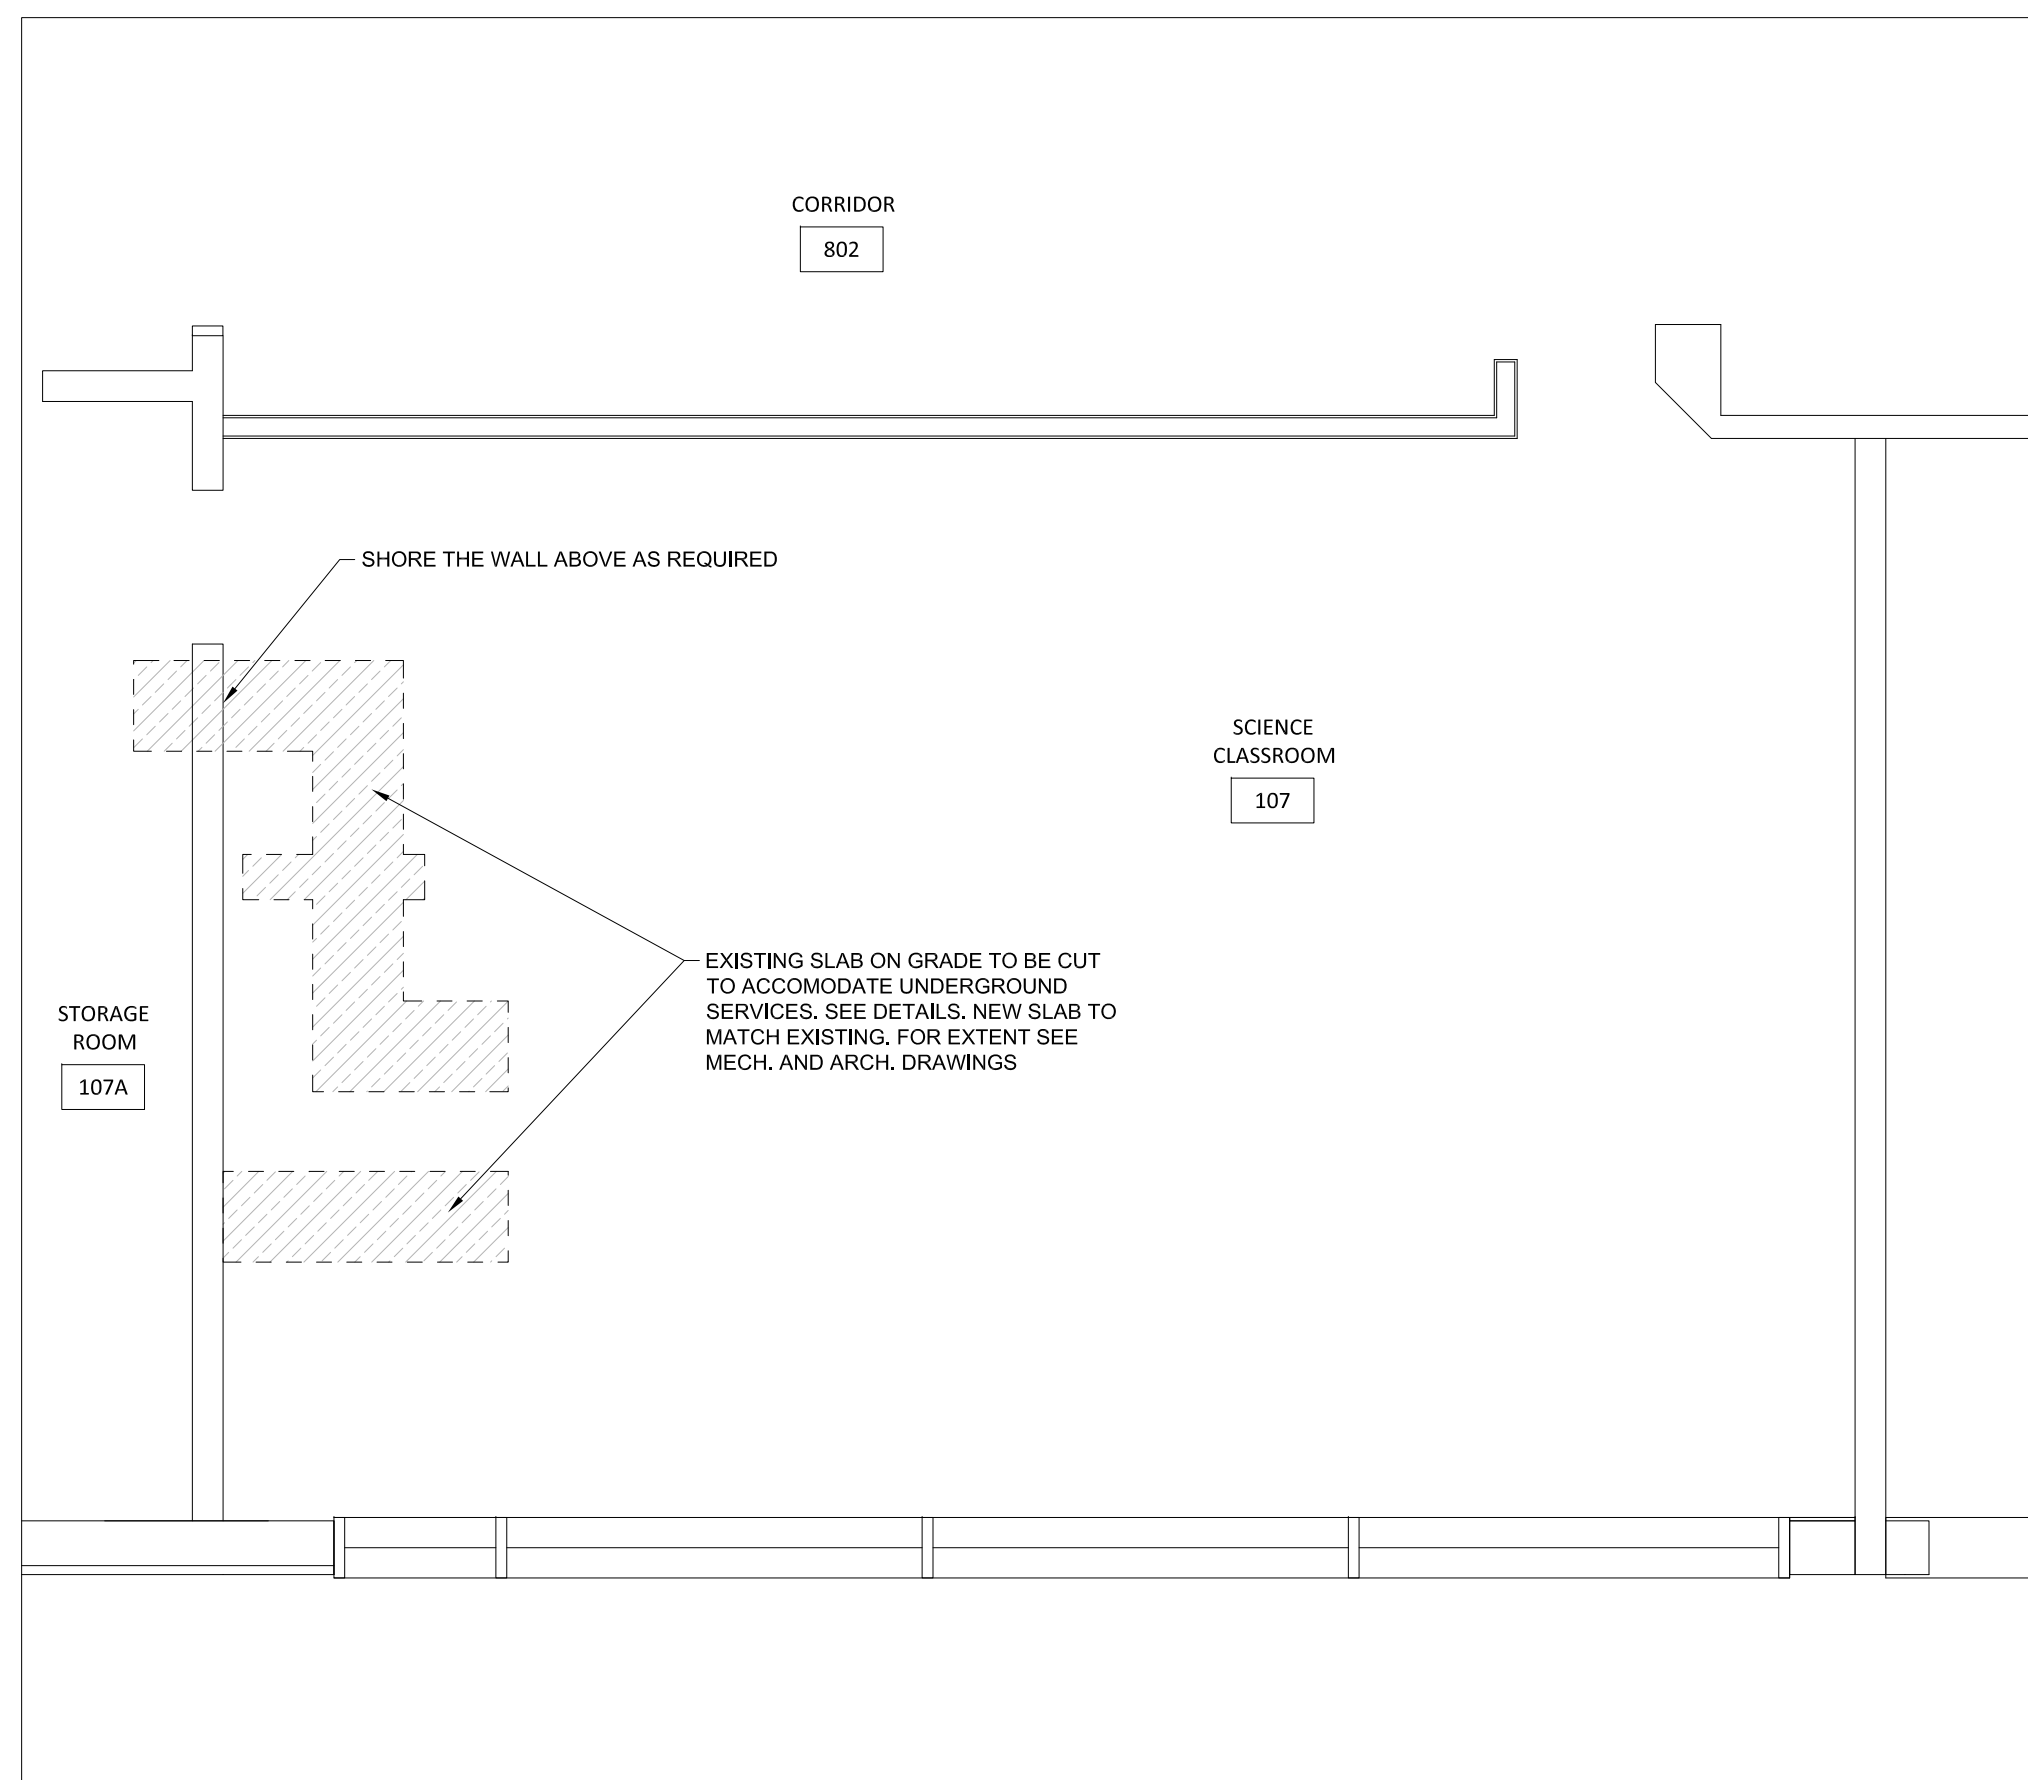 CORRIDOR
802
SHORE THE WALL ABOVE AS REQUIRED
SCIENCE
CLASSROOM
107
EXISTING SLAB ON GRADE TO BE CUT
TO ACCOMODATE UNDERGROUND
SERVICES. SEE DETAILS. NEW SLAB TO
MATCH EXISTING. FOR EXTENT SEE
MECH. AND ARCH. DRAWINGS
STORAGE
ROOM
107A